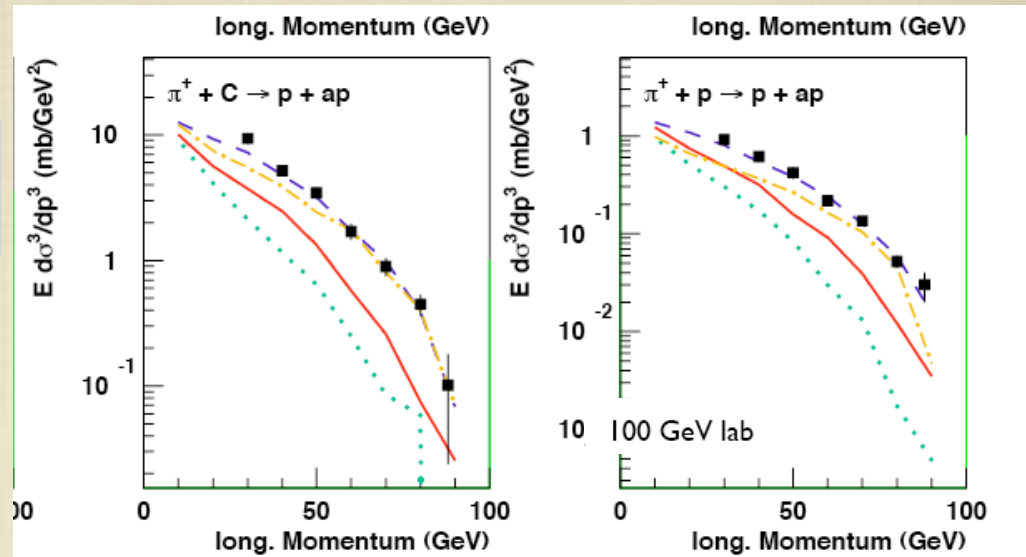 long. Momentum (GeV)
long. Momentum (GeV)
E dσ³/dp³ (mb/GeV²)
π⁺ + C → p + ap
10
1
10⁻¹
0
50
100
long. Momentum (GeV)
E dσ³/dp³ (mb/GeV²)
π⁺ + p → p + ap
1
10⁻¹
10⁻²
10
100 GeV lab
0
50
100
long. Momentum (GeV)